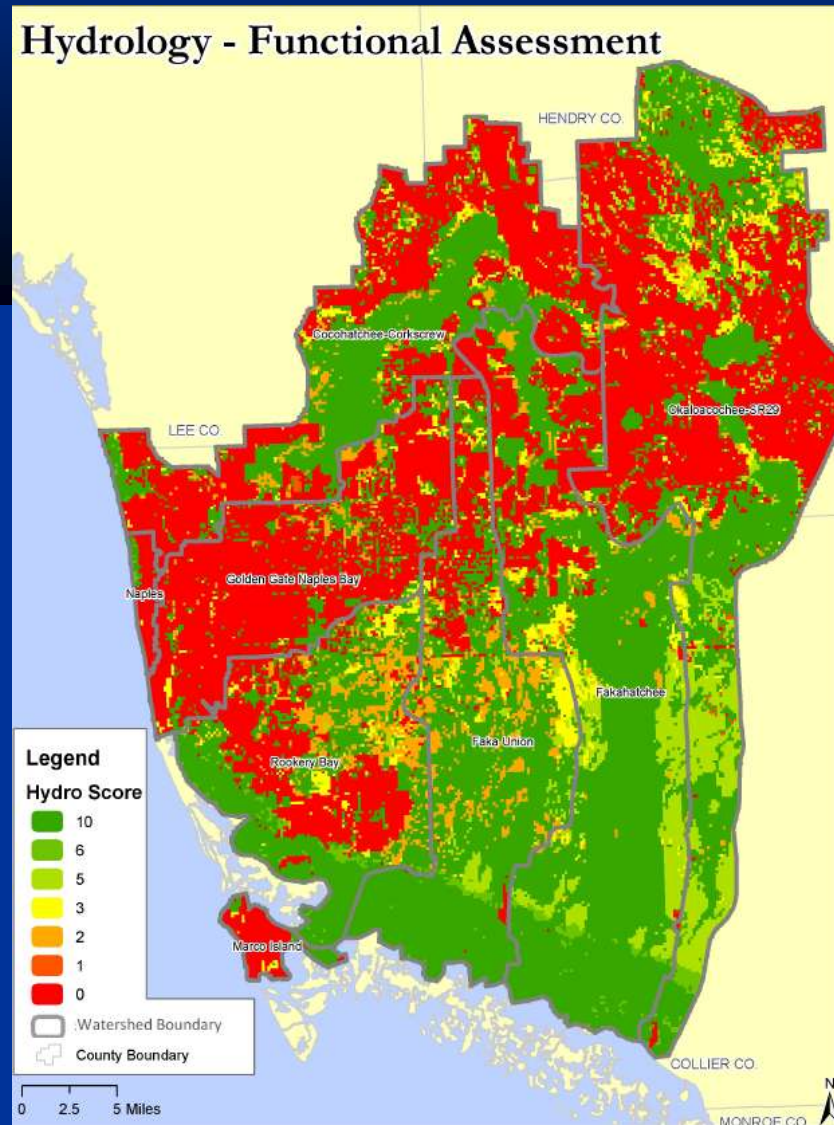 Hydrology - Functional Assessment
HENDRY CO.
Cocohatchee-Corkscrew
Okaloacochee-SR29
LEE CO.
Golden Gate Naples Bay
Naples
Fakahatchee
Faka Union
Rookery Bay
Marco Island
Legend
Hydro Score
10
6
5
3
2
1
0
Watershed Boundary
County Boundary
0 2.5 5 Miles
COLLIER CO.
N
MONROE CO.